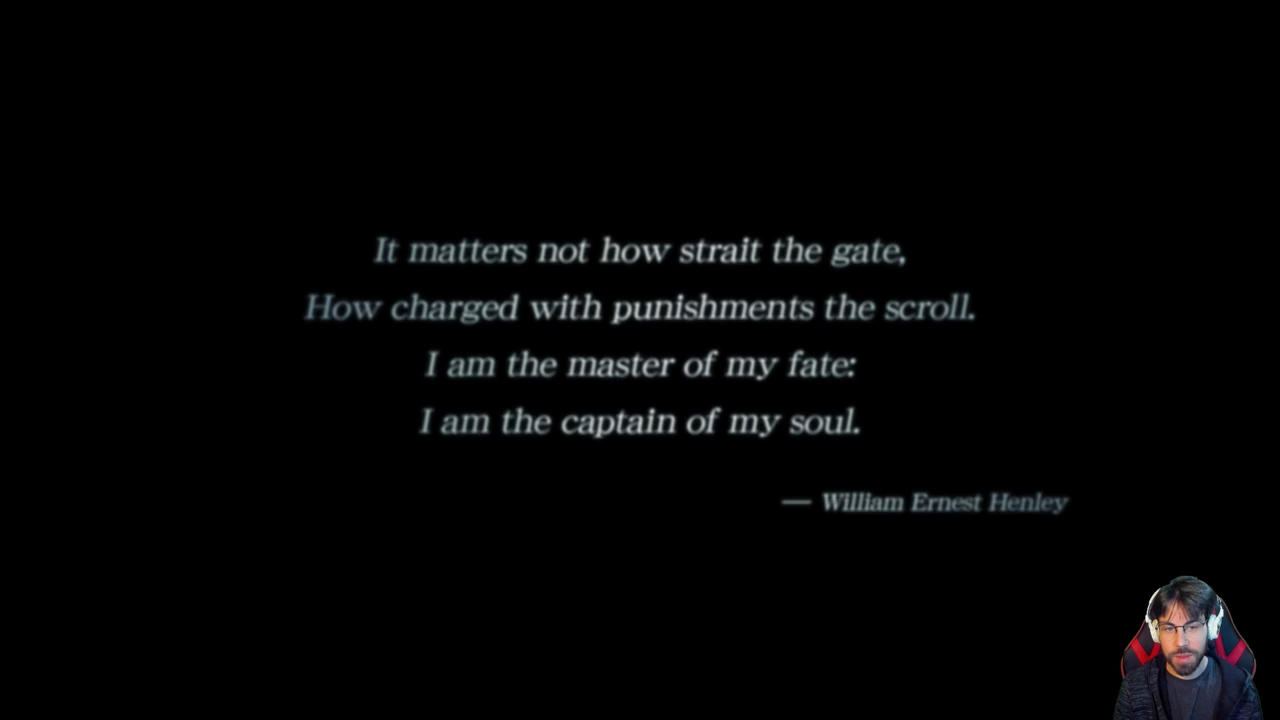 It matters not how strait the gate,
How charged with punishments the scroll.
I am the master of my fate:
I am the captain of my soul.
— William Ernest Henley